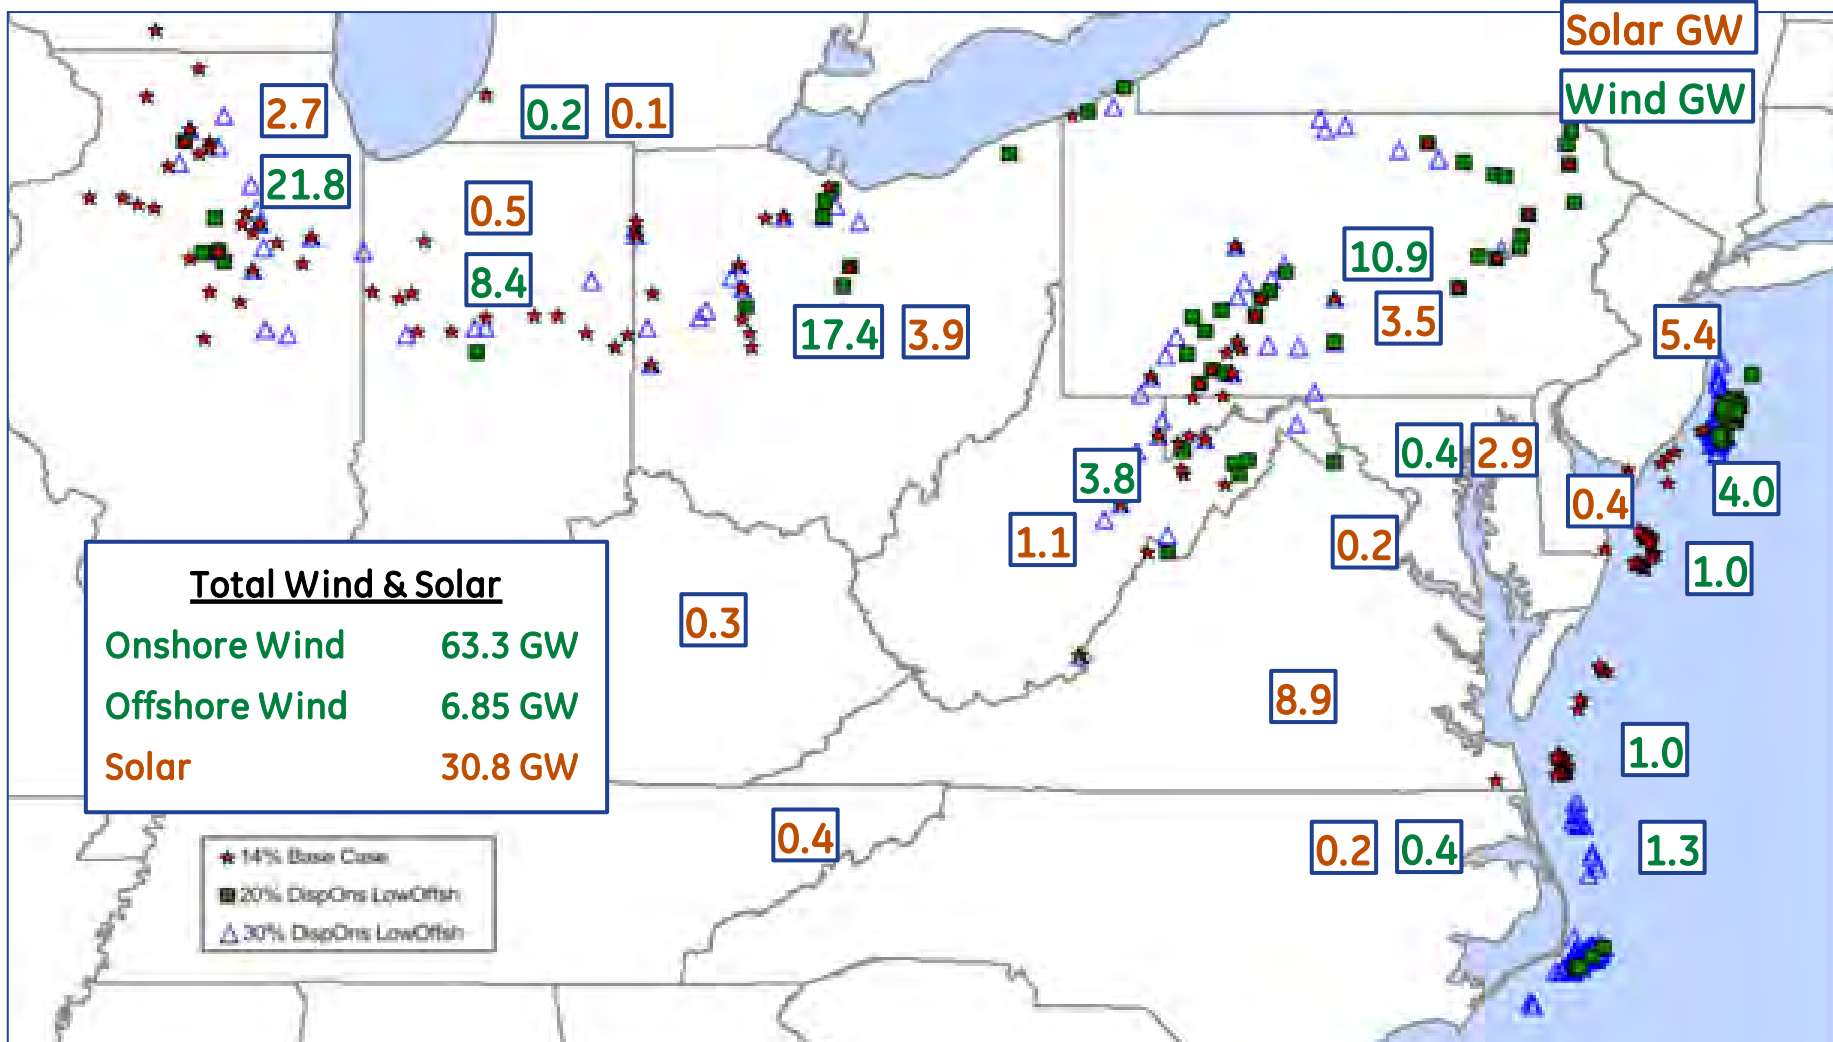 Solar GW
Wind GW
2.7
0.2 0.1
21.8
0.5
8.4
10.9
3.5
17.4 3.9
5.4
0.4 2.9
3.8
4.0
0.4
1.1
0.2
1.0
0.3
8.9
1.0
0.4
0.2 0.4
1.3
Total Wind & Solar
Onshore Wind 63.3 GW
Offshore Wind 6.85 GW
Solar 30.8 GW
14% Base Case
20% DispOns LowOffsh
30% DispOns LowOffsh